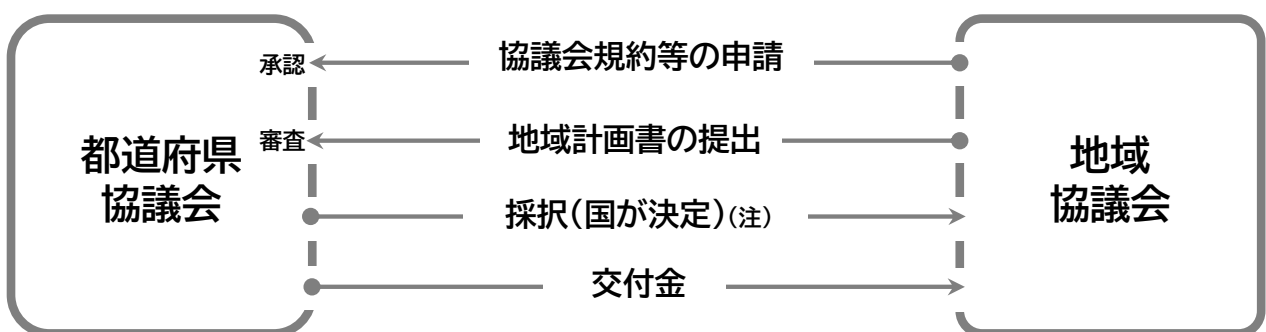 都道府県
協議会
承認
協議会規約等の申請
審査
地域計画書の提出
採択(国が決定)(注)
交付金
地域
協議会